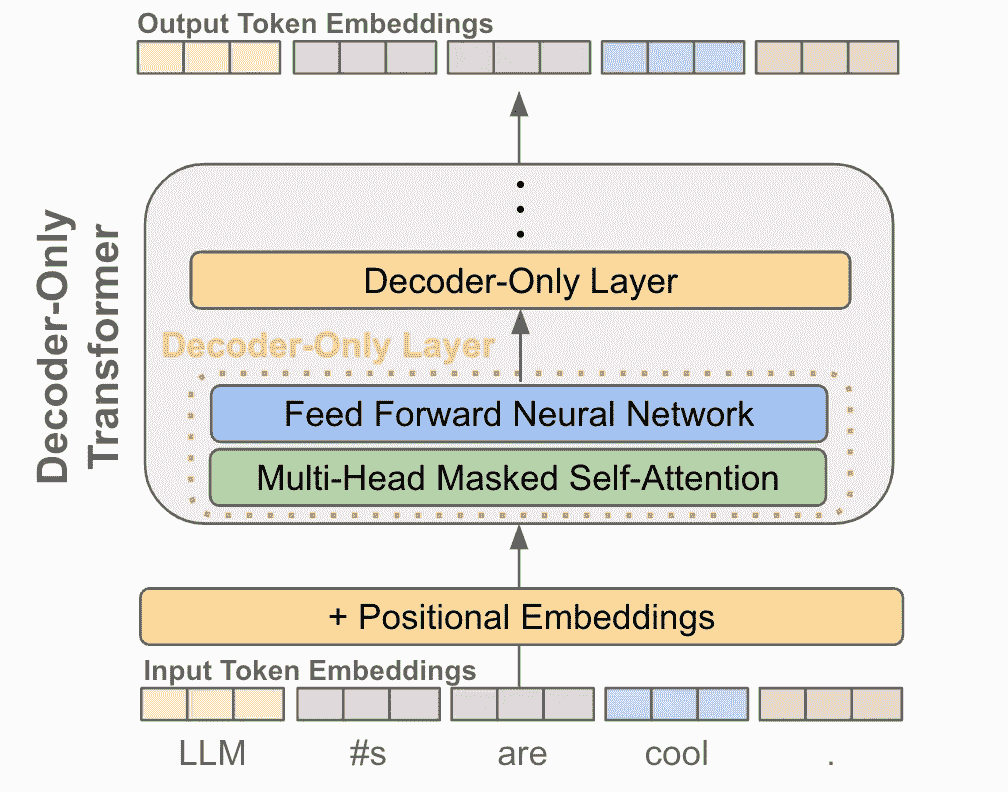 Output Token Embeddings
Decoder-Only
Transformer
Decoder-Only Layer
Decoder-Only Layer
Feed Forward Neural Network
Multi-Head Masked Self-Attention
+ Positional Embeddings
Input Token Embeddings
LLM #s are cool .